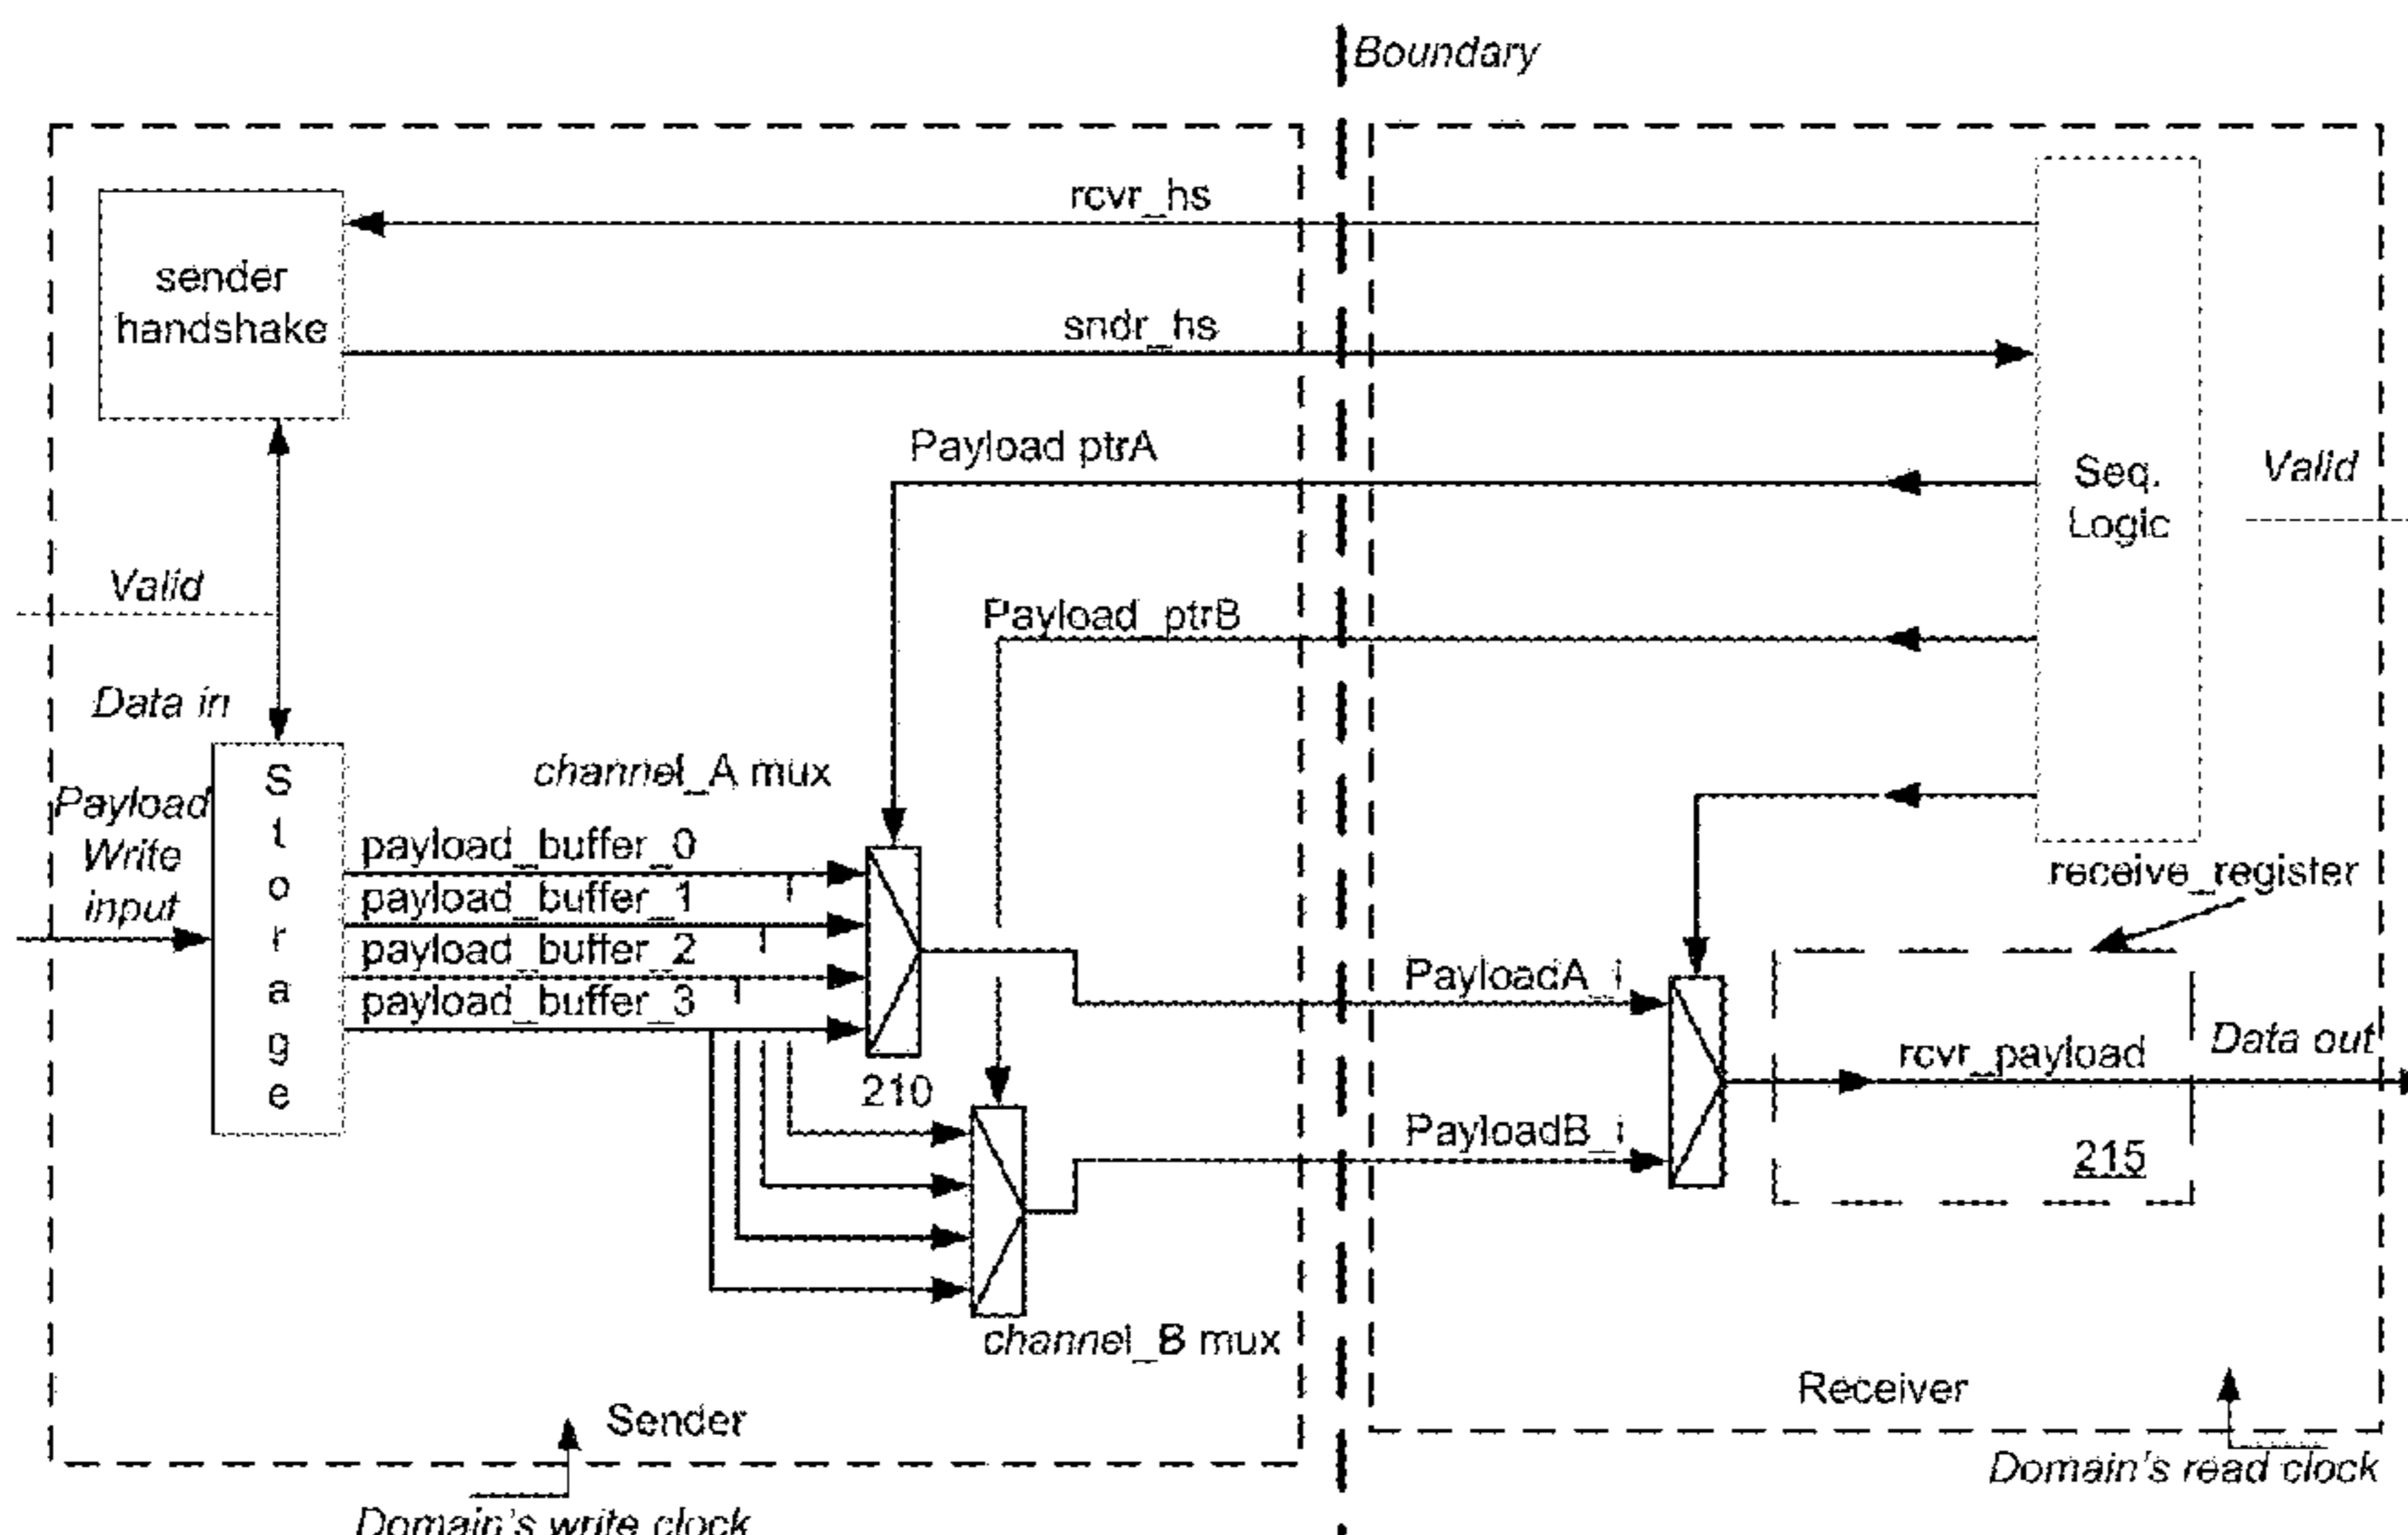 Boundary
rcvr_hs
sender
handshake
sndr_hs
Payload ptrA
Seq.
Logic
Valid
Valid
Payload_ptrB
Data in
channel_A mux
Storage
Payload
Write
input
payload_buffer_0
payload_buffer_1
payload_buffer_2
payload_buffer_3
receive_register
PayloadA_i
rcvr_payload
Data out
210
PayloadB_i
215
channel_B mux
Receiver
Sender
Domain's read clock
Domain's write clock